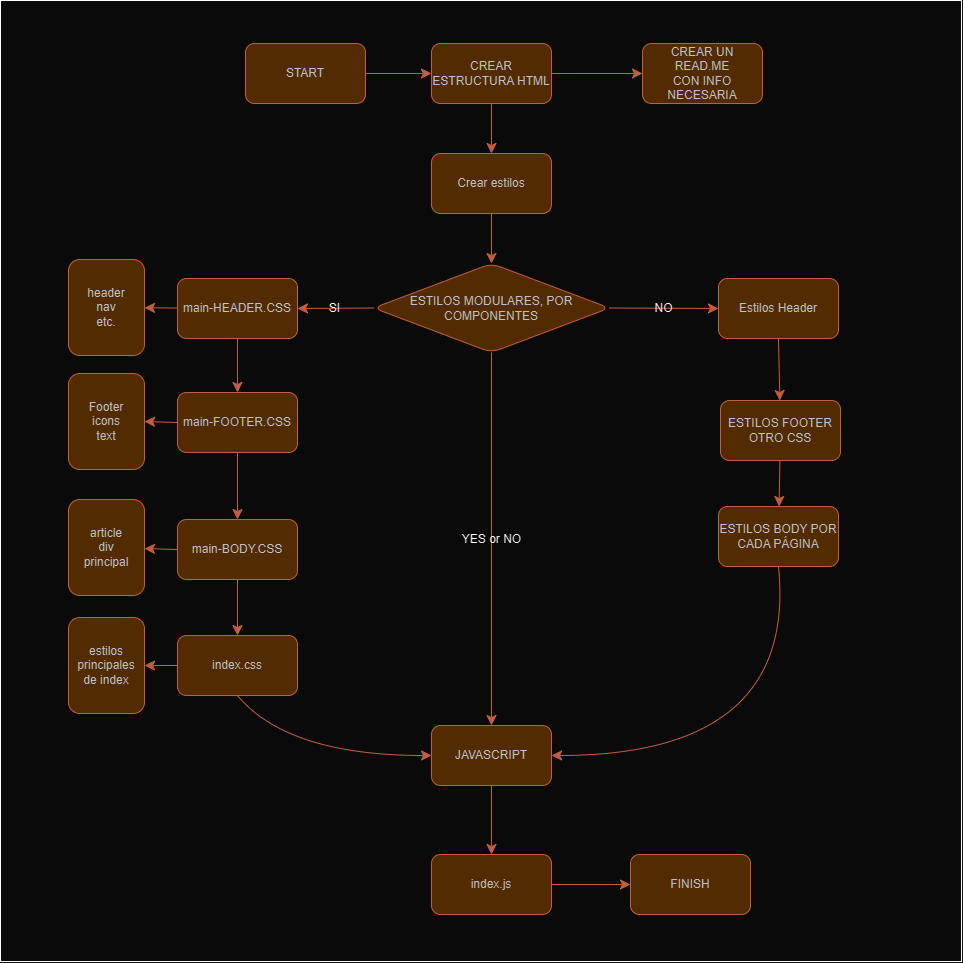 START
CREAR
ESTRUCTURA HTML
CREAR UN
READ.ME
CON INFO
NECESARIA
Crear estilos
ESTILOS MODULARES, POR
COMPONENTES
SI
NO
main-HEADER.CSS
header
nav
etc.
main-FOOTER.CSS
Footer
icons
text
main-BODY.CSS
article
div
principal
index.css
estilos
principales
de index
Estilos Header
ESTILOS FOOTER
OTRO CSS
ESTILOS BODY POR
CADA PÁGINA
YES or NO
JAVASCRIPT
index.js
FINISH